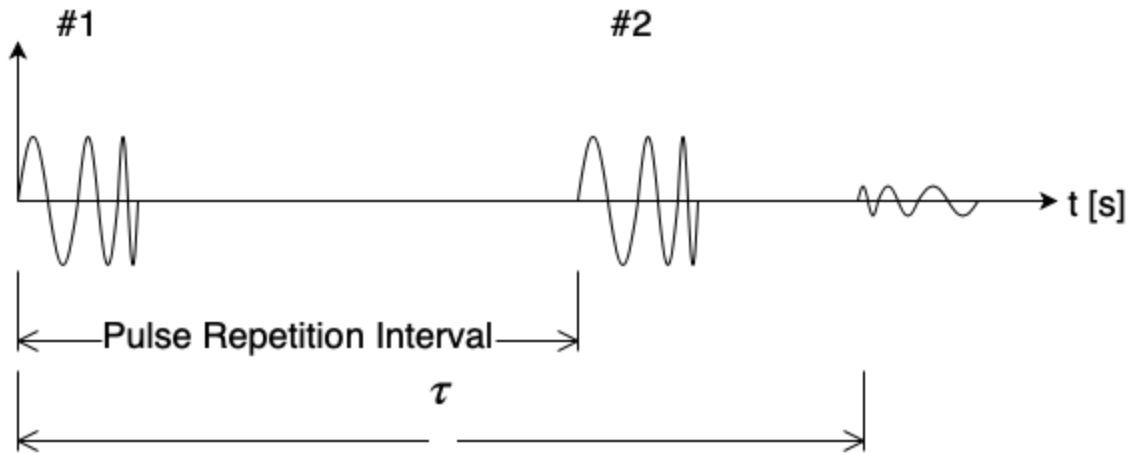 #1
#2
t [s]
Pulse Repetition Interval
τ